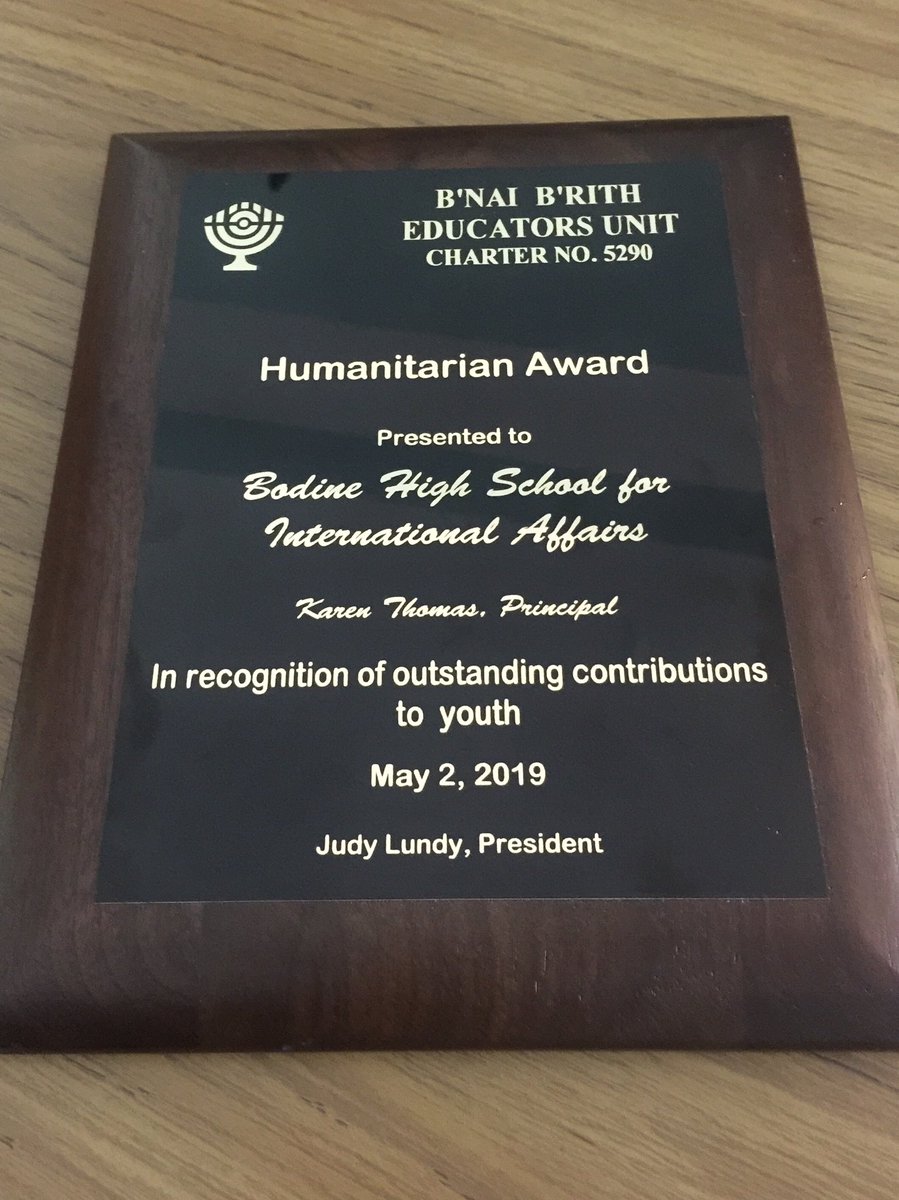 B'NAI B'RITH
EDUCATORS UNIT
CHARTER NO. 5290
Humanitarian Award
Presented to
Bodine High School for
International Affairs
Karen Thomas, Principal
In recognition of outstanding contributions
to youth
May 2, 2019
Judy Lundy, President